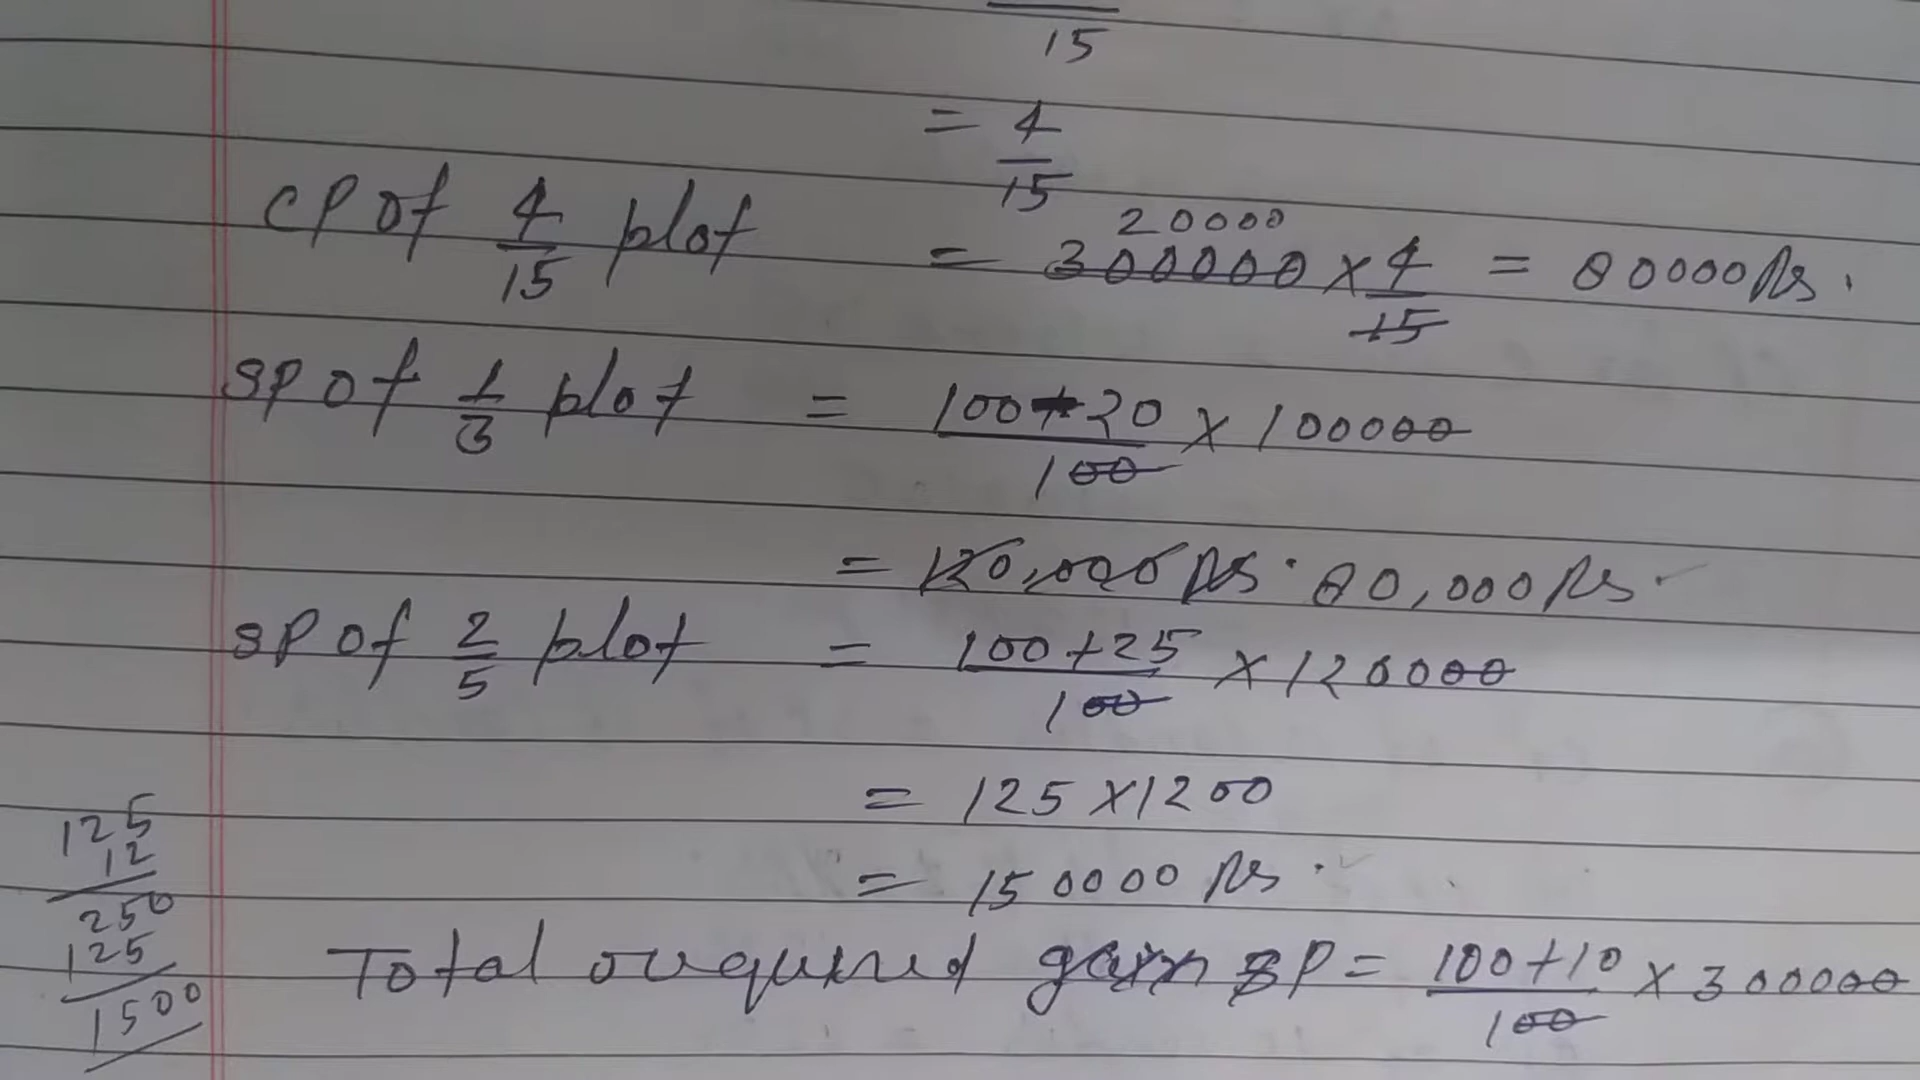 15
= 4/15
CP of 4/15 plot = 300000 × 4/15 = 80000 Rs.
20000
SP of 1/3 plot = 100-20/100 × 100000
= 120,000 Rs. 80,000 Rs.
SP of 2/5 plot = 100+25/100 × 120000
= 125 × 1200
= 150000 Rs.
Total required gain SP = 100+10/100 × 300000
125
12
250
125
1500